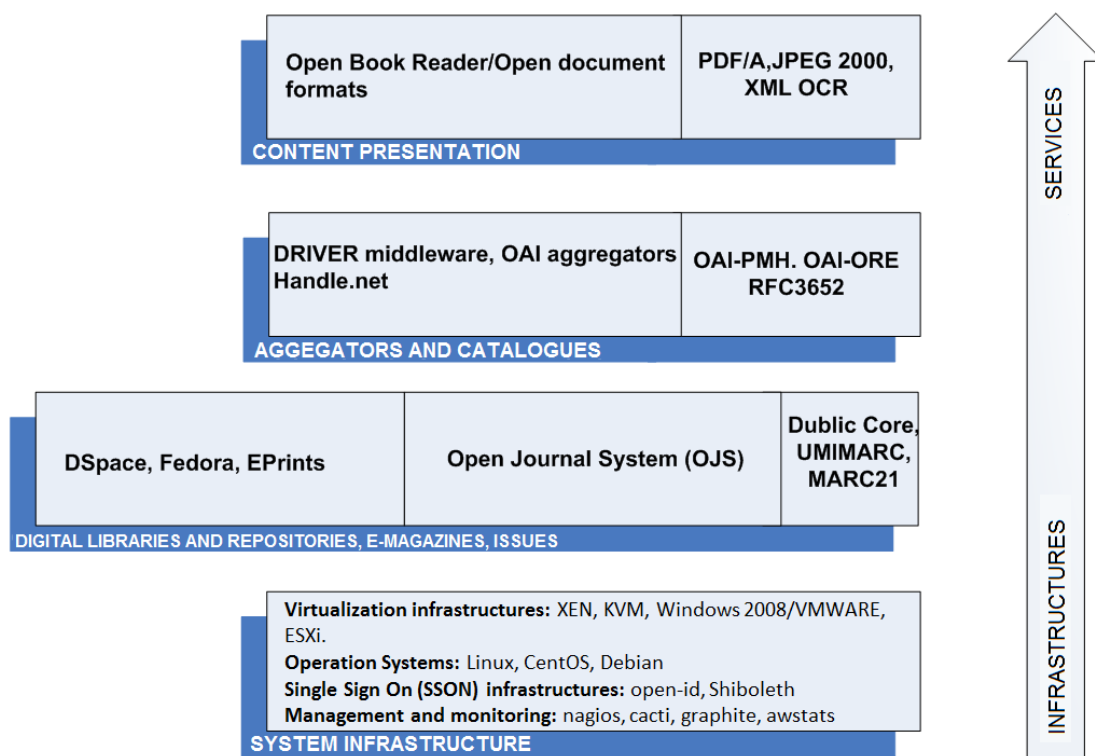 Open Book Reader/Open document
formats
PDF/A,JPEG 2000,
XML OCR
CONTENT PRESENTATION
DRIVER middleware, OAI aggregators
Handle.net
OAI-PMH. OAI-ORE
RFC3652
AGGEGATORS AND CATALOGUES
DSpace, Fedora, EPrints
Open Journal System (OJS)
Dublic Core,
UMIMARC,
MARC21
DIGITAL LIBRARIES AND REPOSITORIES, E-MAGAZINES, ISSUES
Virtualization infrastructures: XEN, KVM, Windows 2008/VMWARE,
ESXi.
Operation Systems: Linux, CentOS, Debian
Single Sign On (SSON) infrastructures: open-id, Shiboleth
Management and monitoring: nagios, cacti, graphite, awstats
SYSTEM INFRASTRUCTURE
SERVICES
INFRASTRUCTURES